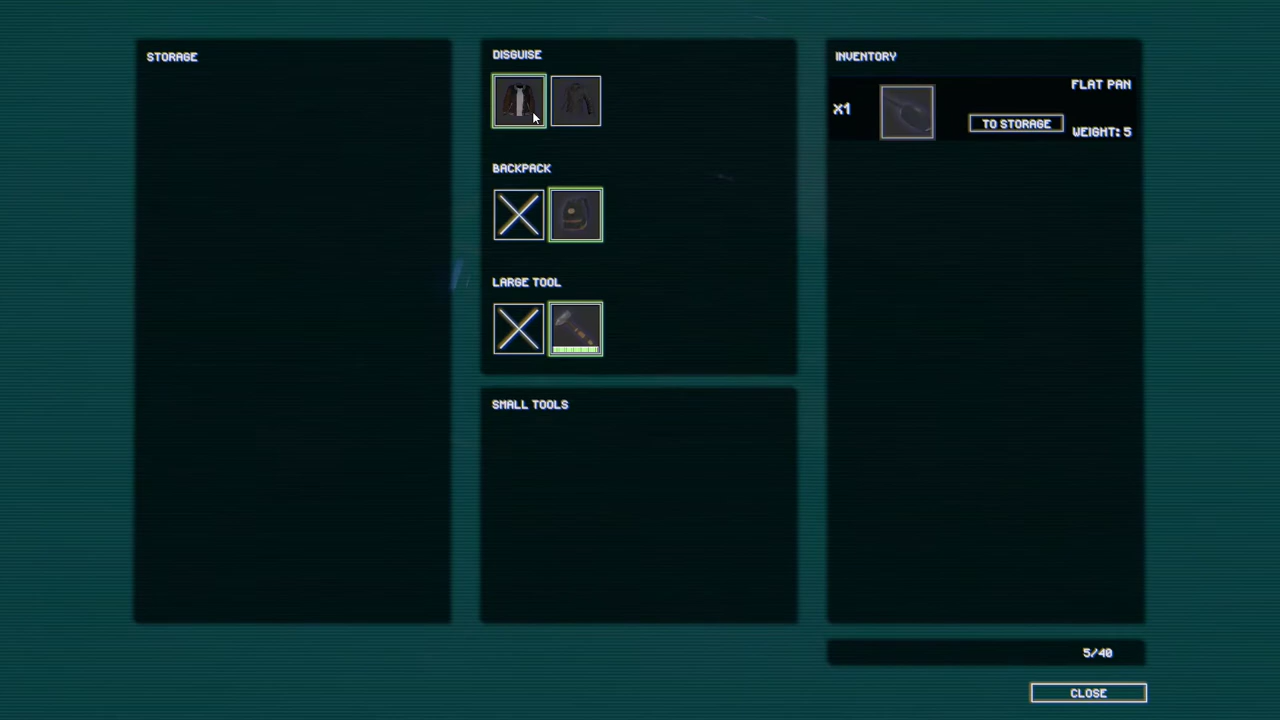 STORAGE
DISGUISE
BACKPACK
LARGE TOOL
SMALL TOOLS
INVENTORY
X1
FLAT PAN
TO STORAGE
WEIGHT: 5
5/40
CLOSE